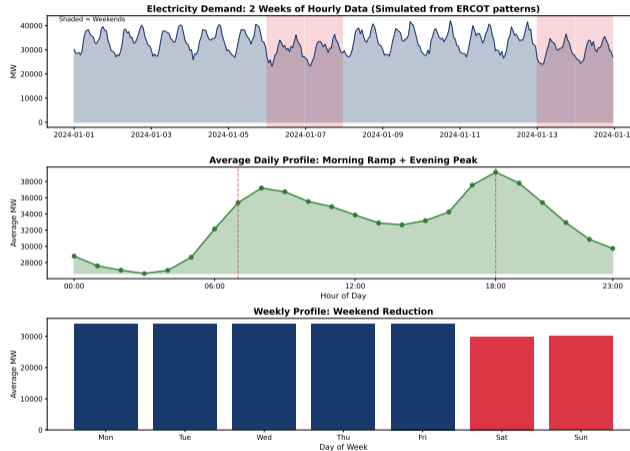 Electricity Demand: 2 Weeks of Hourly Data (Simulated from ERCOT patterns)
Shaded = Weekends
40000
30000
20000
10000
0
MW
2024-01-01 2024-01-03 2024-01-05 2024-01-07 2024-01-09 2024-01-11 2024-01-13 2024-01-1
Average Daily Profile: Morning Ramp + Evening Peak
38000
36000
34000
32000
30000
28000
Average MW
00:00 06:00 12:00 18:00 23:00
Hour of Day
Weekly Profile: Weekend Reduction
30000
20000
10000
0
Average MW
Mon Tue Wed Thu Fri Sat Sun
Day of Week